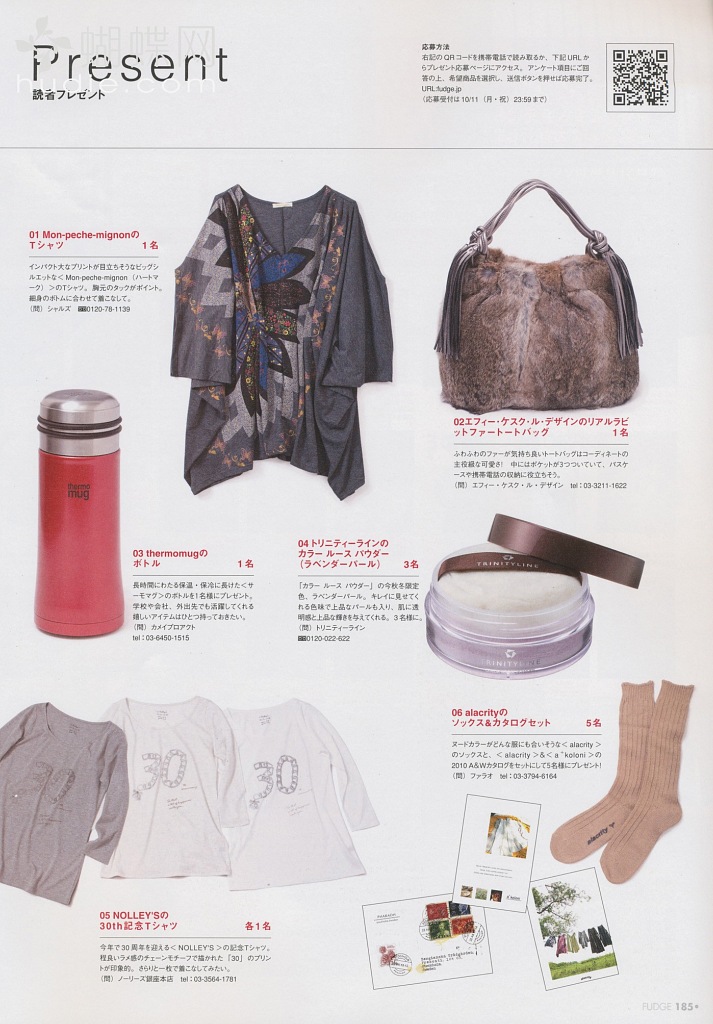 蝴蝶网
Present
読者プレゼント
応募方法
右記のQRコードを携帯電話で読み取るか、下記URLか
らプレゼント応募ページにアクセス。アンケート項目にご回
答の上、希望商品を選択し、送信ボタンを押せば応募完了。
URL:fudge.jp
（応募受付は10/11（月・祝）23:59まで）
01 Mon-peche-mignonの
Tシャツ 1名
インパクト大なプリントが目立ちそうなビッグシ
ルエットな＜Mon-peche-mignon（ハートマ
ーク）＞のTシャツ。胸元のタックがポイント。
細身のボトムに合わせて着こなして。
（問）シャルズ 0120-78-1139
02エフィー・ケスク・ル・デザインのリアルラビ
ットファートートバッグ 1名
ふわふわのファーが気持ち良いトートバッグはコーディネートの
主役級な可愛さ！ 中にはポケットが3つついていて、パスケ
ースや携帯電話の収納に役立ちそう。
（問）エフィー・ケスク・ル・デザイン tel：03-3211-1622
thermo
mug
03 thermomugの
ボトル 1名
長時間にわたる保温・保冷に長けたくサ
ーモマグ＞のボトルを1名様にプレゼント。
学校や会社、外出先でも活躍してくれる
嬉しいアイテムはひとつ持っておきたい。
（問）カメイプロアクト
tel：03-6450-1515
04 トリニティーラインの
カラー ルース パウダー
（ラベンダーパール） 3名
「カラー ルース パウダー」の今秋冬限定
色、ラベンダーパール。キレイに見せてく
れる色味で上品なパールも入り、肌に透
明感と上品な輝きを与えてくれる。3名様に。
（問）トリニティーライン
0120-022-622
TRINITYLINE
TRINITYLINE
06 alacrityの
ソックス&カタログセット 5名
ヌードカラーがどんな服にも合いそうな＜alacrity＞
のソックスと、＜alacrity＞&＜a˚koloni＞の
2010 A&Wカタログをセットにして5名様にプレゼント！
（問）ファラオ tel：03-3794-6164
alacrity
30
30
05 NOLLEY'Sの
30th記念Tシャツ 各1名
今年で30周年を迎える＜NOLLEY'S＞の記念Tシャツ。
程良いラメ感のチェーンモチーフで描かれた「30」のプリン
トが印象的。さらりと一枚で着こなしてみたい。
（問）ノーリーズ銀座本店 tel：03-3564-1781
FUDGE 185